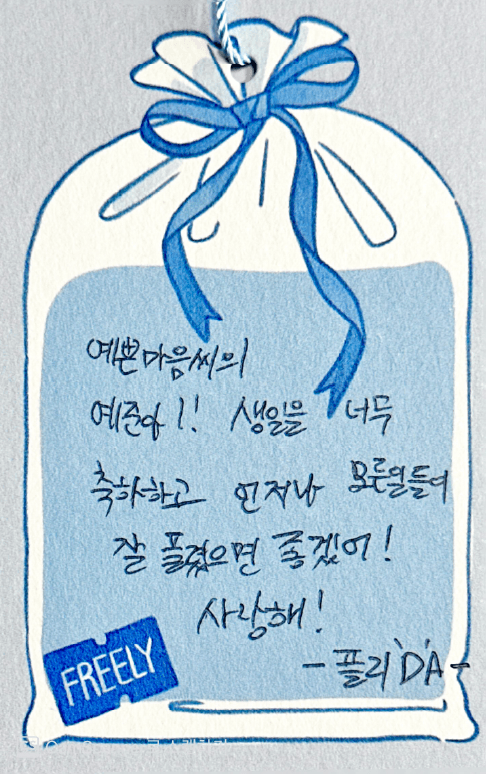 예쁜마음씨의
예준아!! 생일을 너무
축하하고 언제나 모든일들이
잘 풀렸으면 좋겠어!
사랑해!
FREELY
- 플리'DA' -